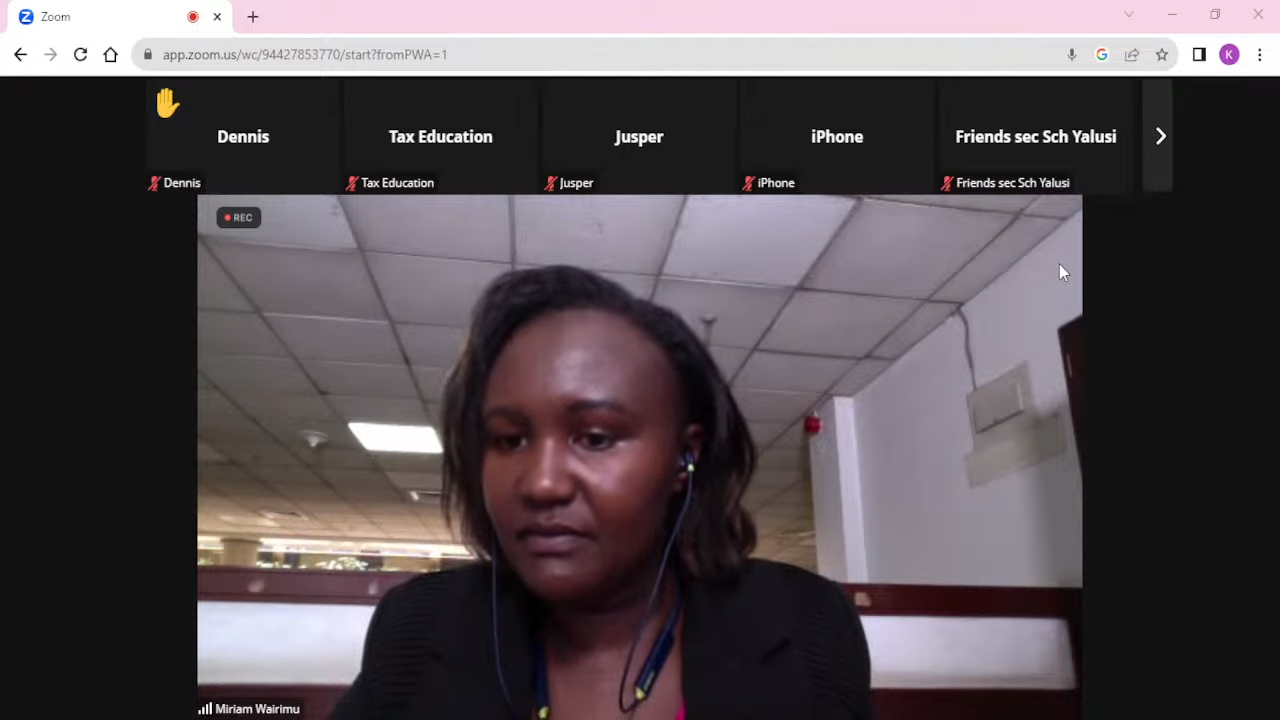 Zoom
app.zoom.us/wc/94427853770/start?fromPWA=1
K
Dennis
Tax Education
Jusper
iPhone
Friends sec Sch Yalusi
Dennis
Tax Education
Jusper
iPhone
Friends sec Sch Yalusi
REC
Miriam Wairimu